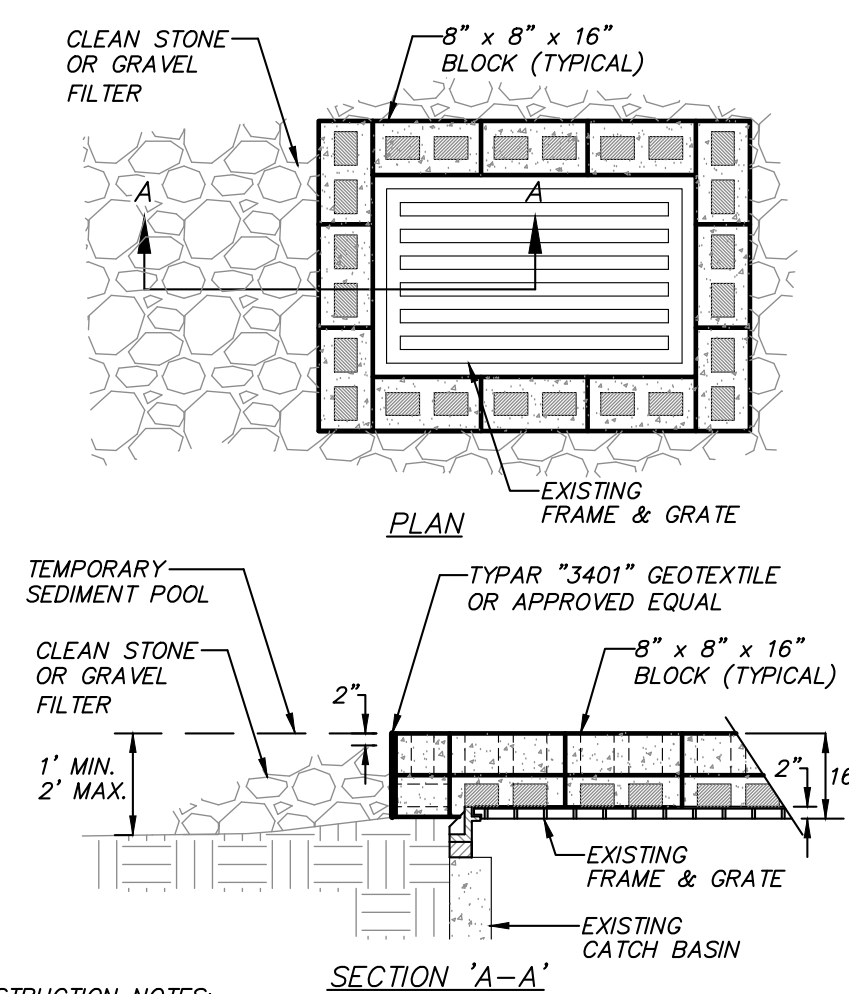 CLEAN STONE
OR GRAVEL
FILTER
8" x 8" x 16"
BLOCK (TYPICAL)
A
A
EXISTING
FRAME & GRATE
PLAN
TEMPORARY
SEDIMENT POOL
TYPAR "3401" GEOTEXTILE
OR APPROVED EQUAL
CLEAN STONE
OR GRAVEL
FILTER
8" x 8" x 16"
BLOCK (TYPICAL)
2"
1' MIN.
2' MAX.
2"
16
EXISTING
FRAME & GRATE
EXISTING
CATCH BASIN
SECTION 'A-A'